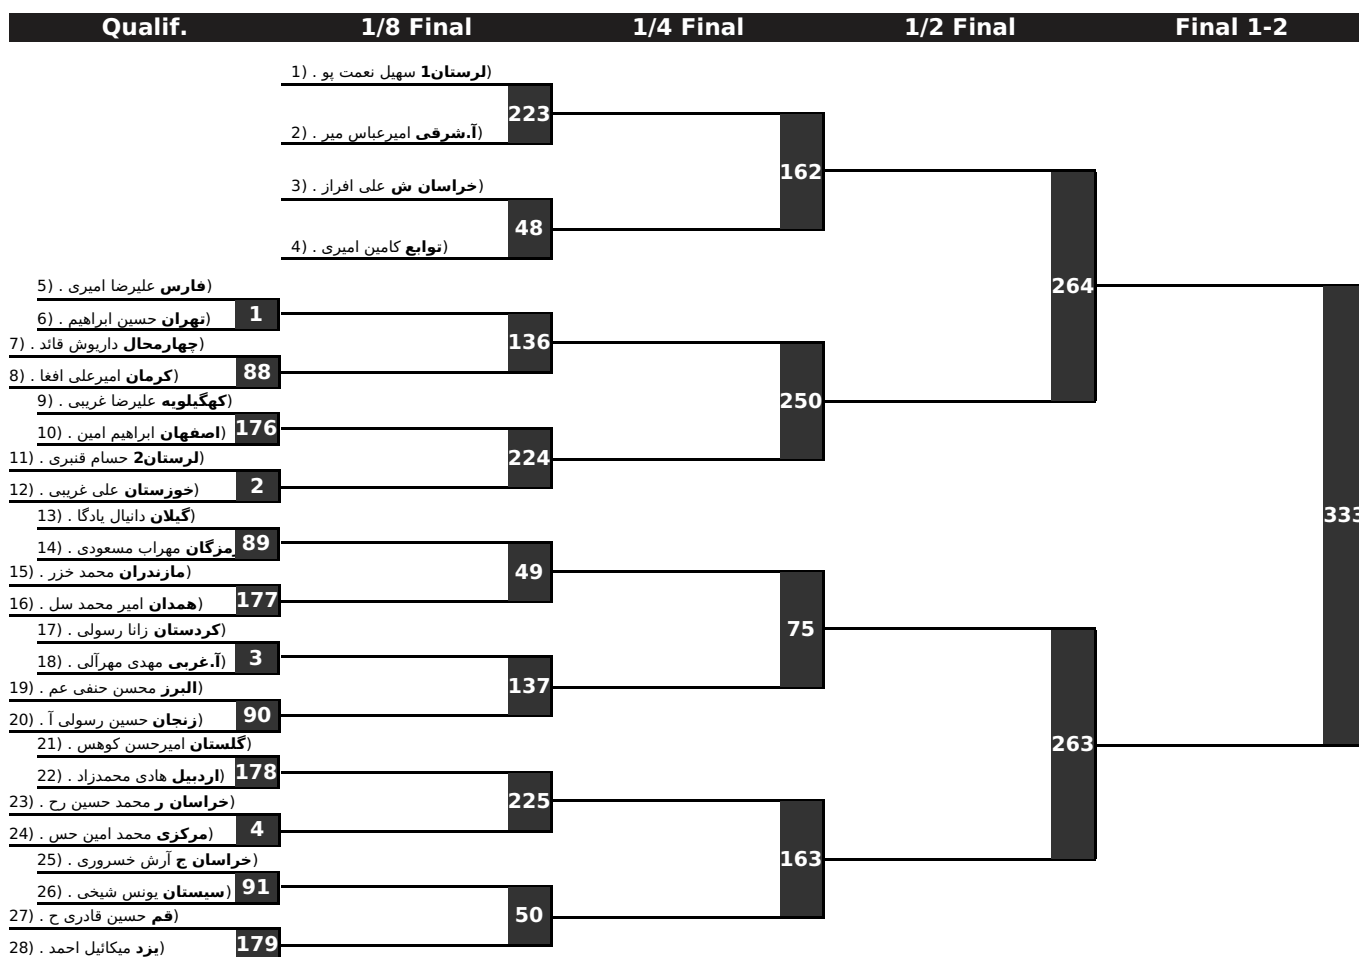 Qualif. 1/8 Final 1/4 Final 1/2 Final Final 1-2
1) . سهیل نعمت پو (لرستان1
223
2) . امیرعباس میر (آ.شرقی
162
3) . علی افراز (خراسان ش
48
4) . کامین امیری (توابع
264
5) . علیرضا امیری (فارس
1
6) . حسین ابراهیم (تهران
136
7) . داریوش قائد (چهارمحال
88
8) . امیرعلی افغا (کرمان
250
9) . علیرضا غریبی (کهگیلویه
176
10) . ابراهیم امین (اصفهان
224
11) . حسام قنبری (لرستان2
2
12) . علی غریبی (خوزستان
333
13) . دانیال یادگا (گیلان
89
14) . مهراب مسعودی
49
15) . محمد خزر (مازندران
177
16) . امیر محمد سل (همدان
75
17) . زانا رسولی (کردستان
3
18) . مهدی مهرآلی (آ.غربی
137
19) . محسن حنفی عم (البرز
90
20) . حسین رسولی آ (زنجان
263
21) . امیرحسن کوهس (گلستان
178
22) . هادی محمدزاد (اردبیل
225
23) . محمد حسین رح (خراسان ر
4
24) . محمد امین حس (مرکزی
163
25) . آرش خسروری (خراسان ج
91
26) . یونس شیخی (سیستان
50
27) . حسین قادری ح (قم
179
28) . میکائیل احمد (یزد